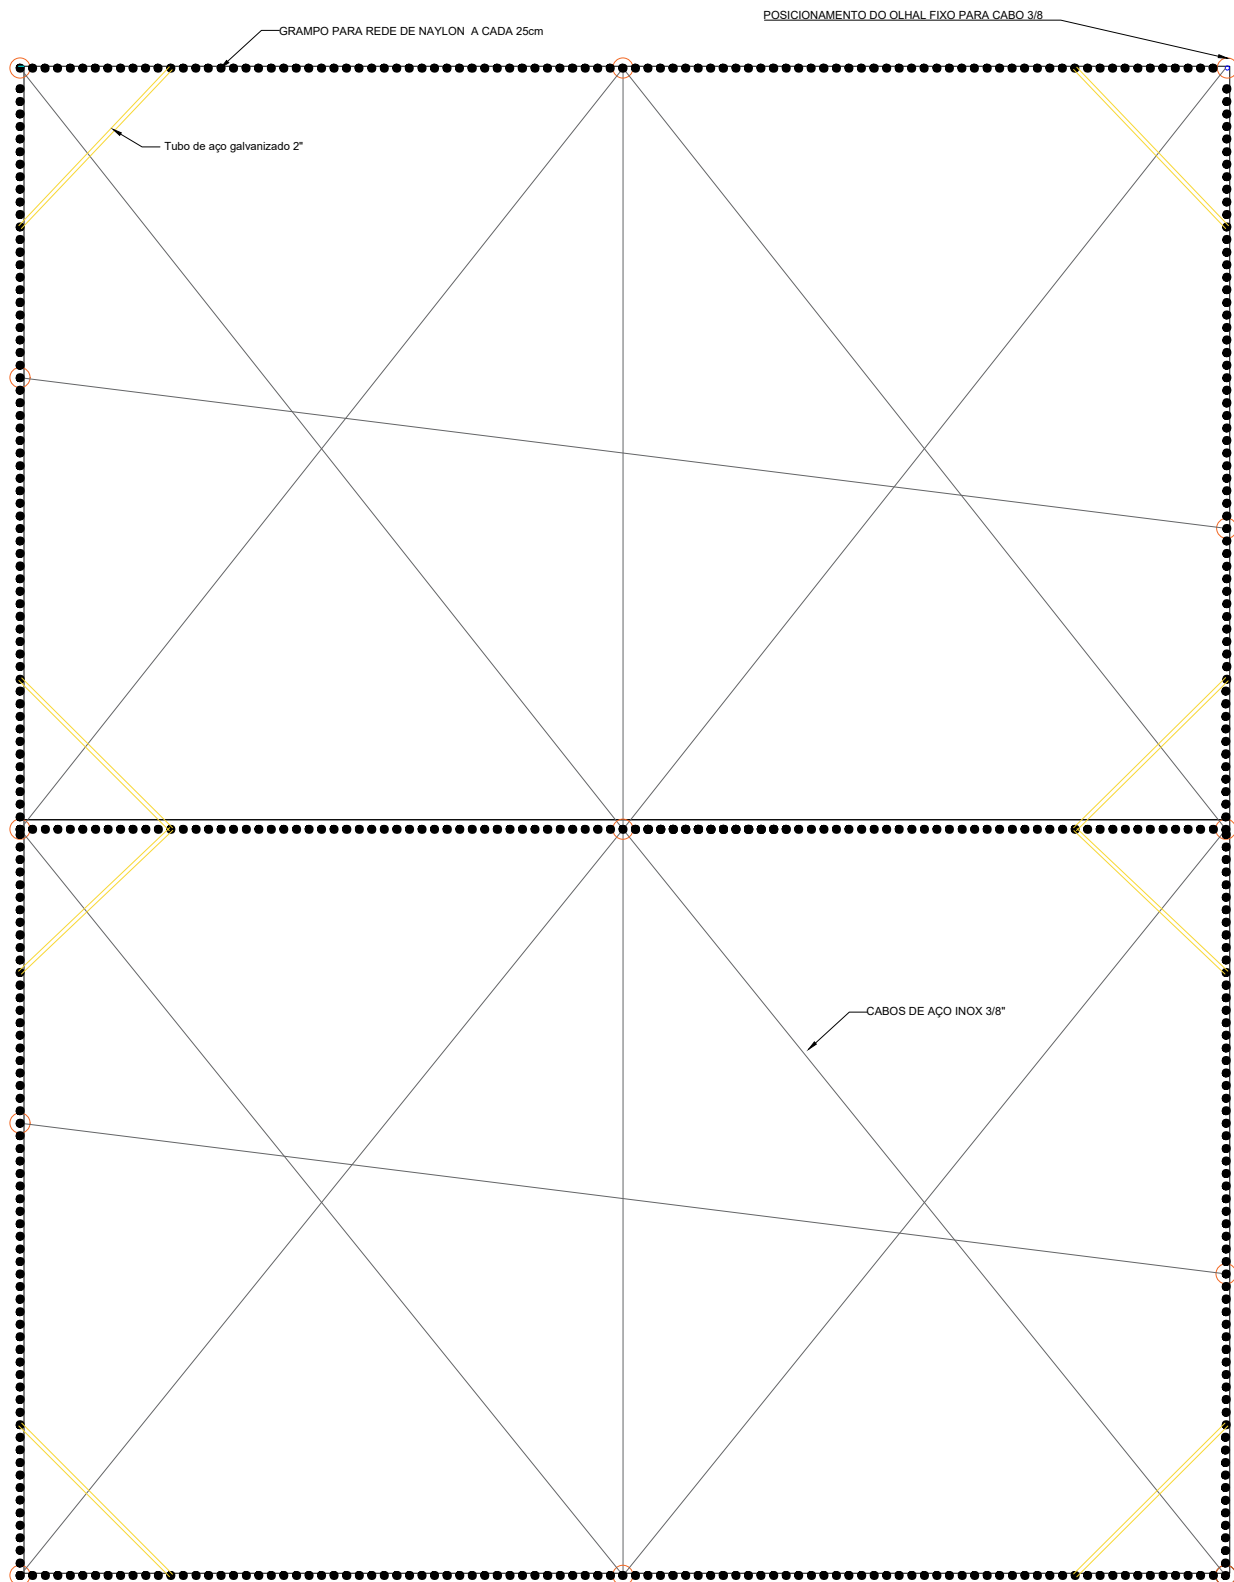 POSICIONAMENTO DO OLHAL FIXO PARA CABO 3/8
GRAMPO PARA REDE DE NAYLON A CADA 25cm
Tubo de aço galvanizado 2"
CABOS DE AÇO INOX 3/8"